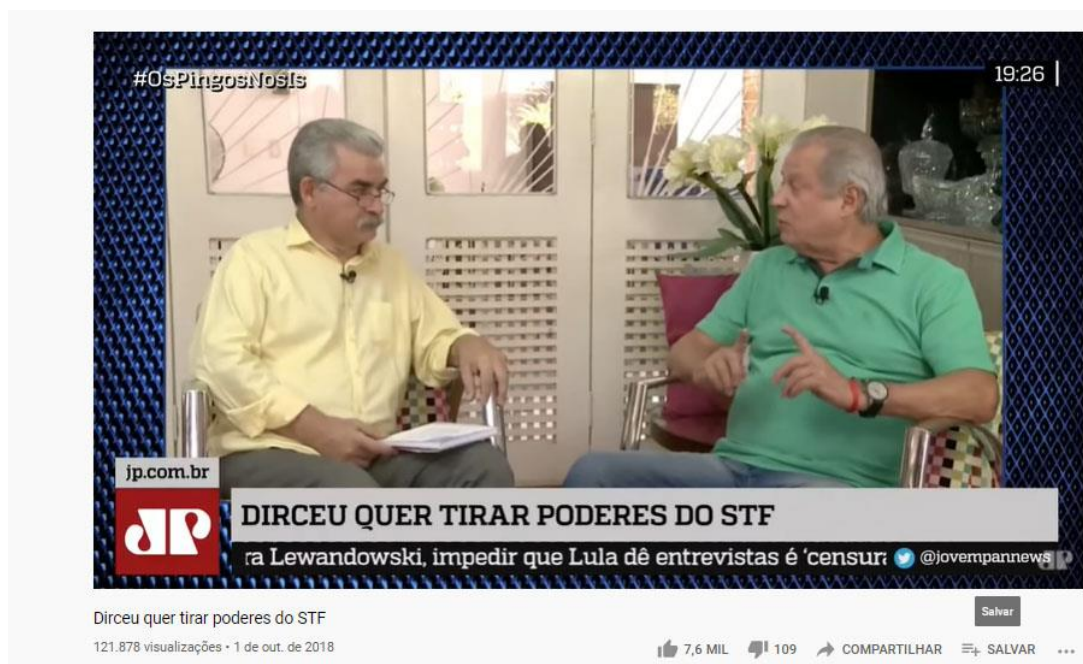 #OsPingosNosIs
19:26
jp.com.br
JP
DIRCEU QUER TIRAR PODERES DO STF
ra Lewandowski, impedir que Lula dê entrevistas é 'censur
@jovempannews
JP
Dirceu quer tirar poderes do STF
Salvar
121.878 visualizações • 1 de out. de 2018
7,6 MIL
109
COMPARTILHAR
SALVAR